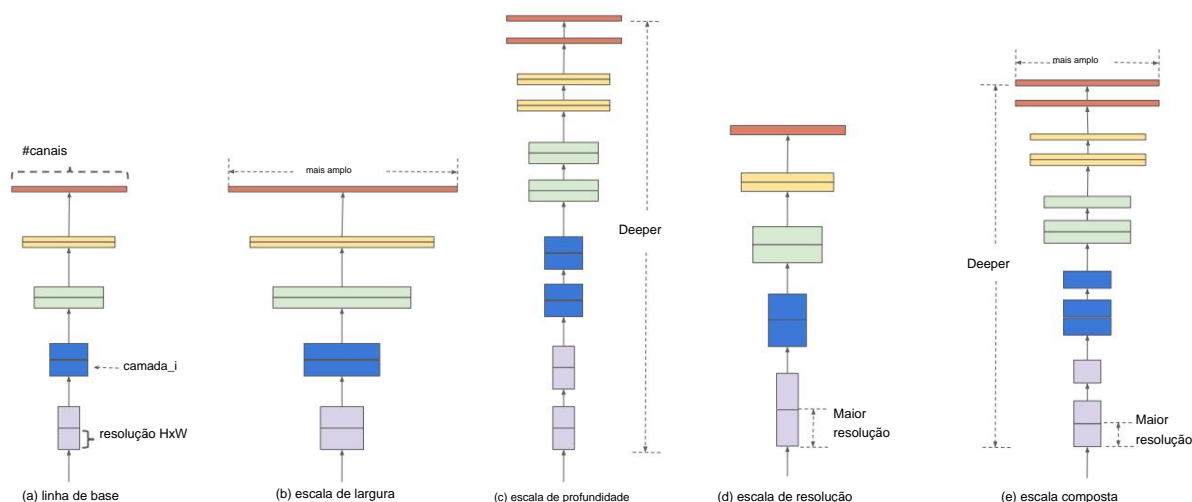 #canais
camada_i
resolução HxW
(a) linha de base
mais amplo
(b) escala de largura
Deeper
(c) escala de profundidade
Maior
resolução
(d) escala de resolução
mais amplo
Deeper
Maior
resolução
(e) escala composta